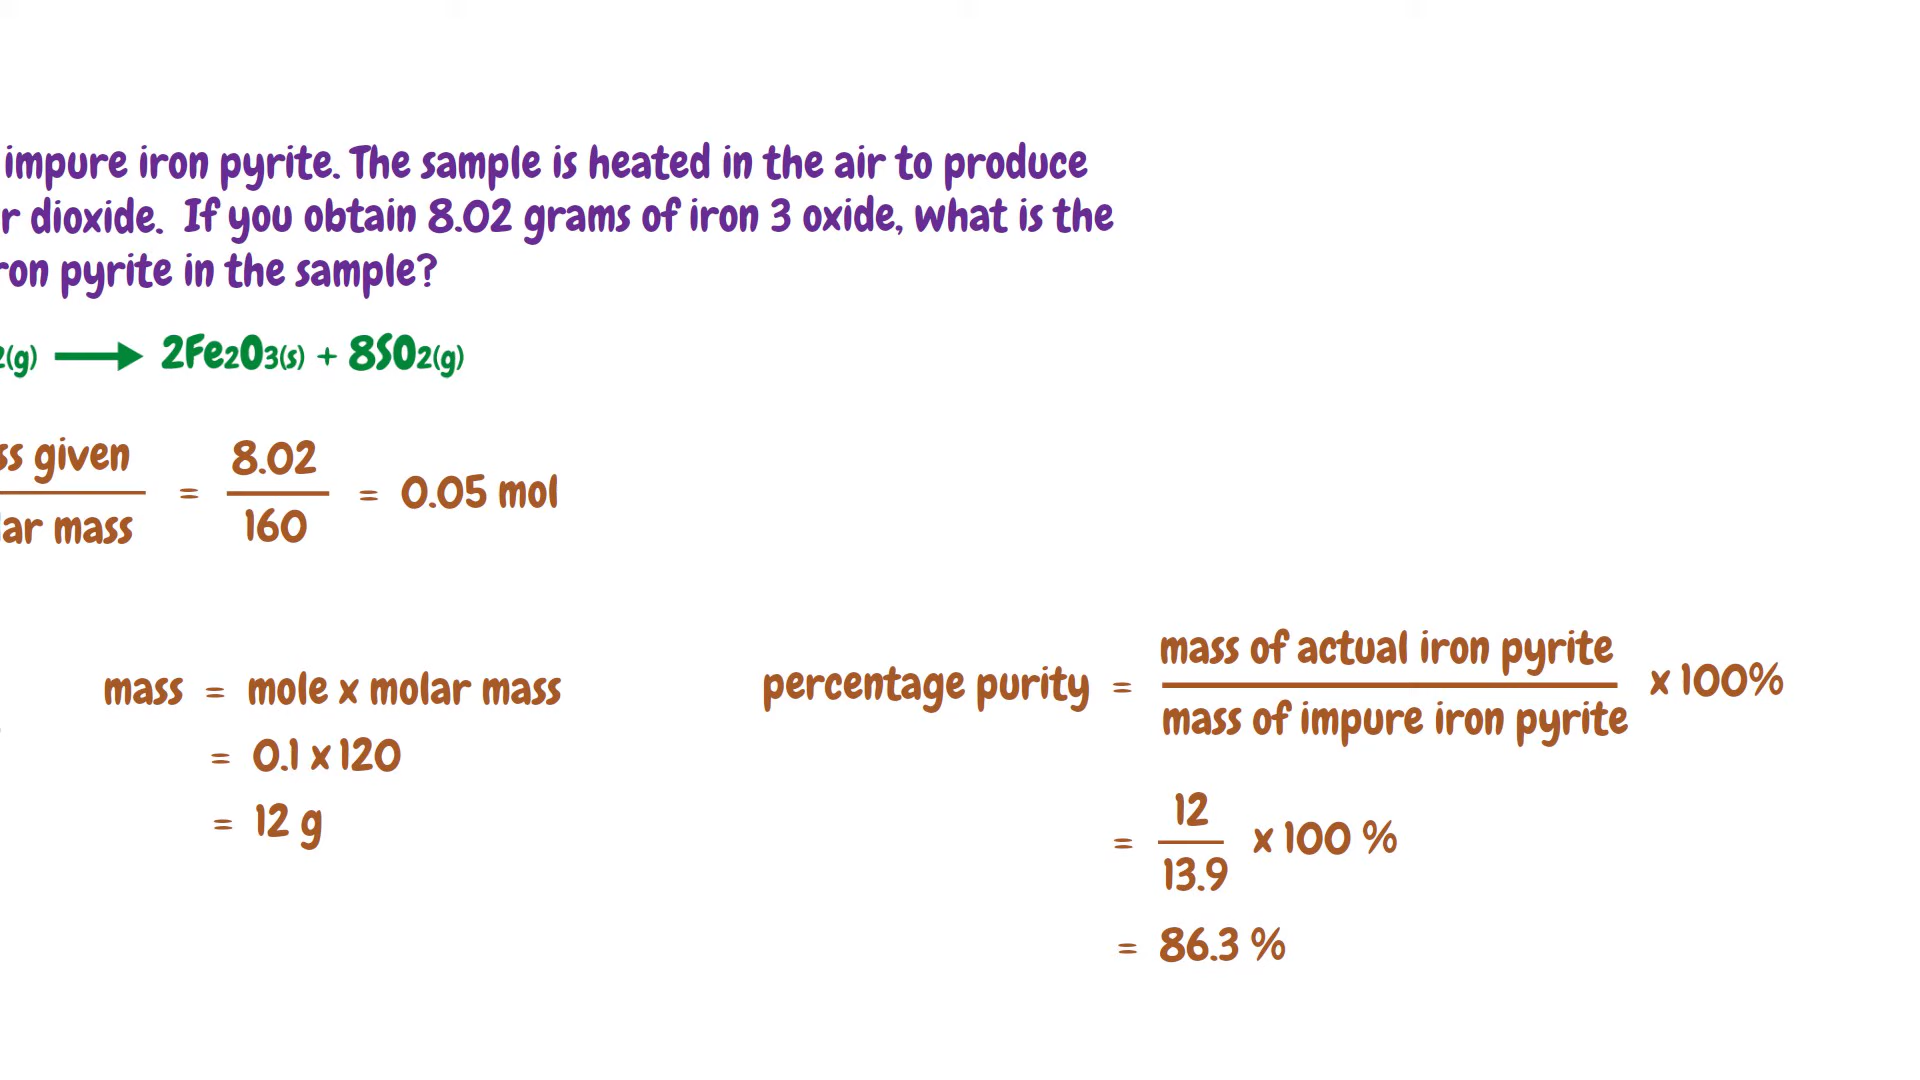 impure iron pyrite. The sample is heated in the air to produce
r dioxide. If you obtain 8.02 grams of iron 3 oxide, what is the
ron pyrite in the sample?
2(g) → 2Fe2O3(s) + 8SO2(g)
ss given
lar mass
= 8.02
160
= 0.05 mol
mass = mole x molar mass
= 0.1 x 120
= 12 g
percentage purity = mass of actual iron pyrite
mass of impure iron pyrite
x 100%
= 12
13.9
x 100 %
= 86.3 %